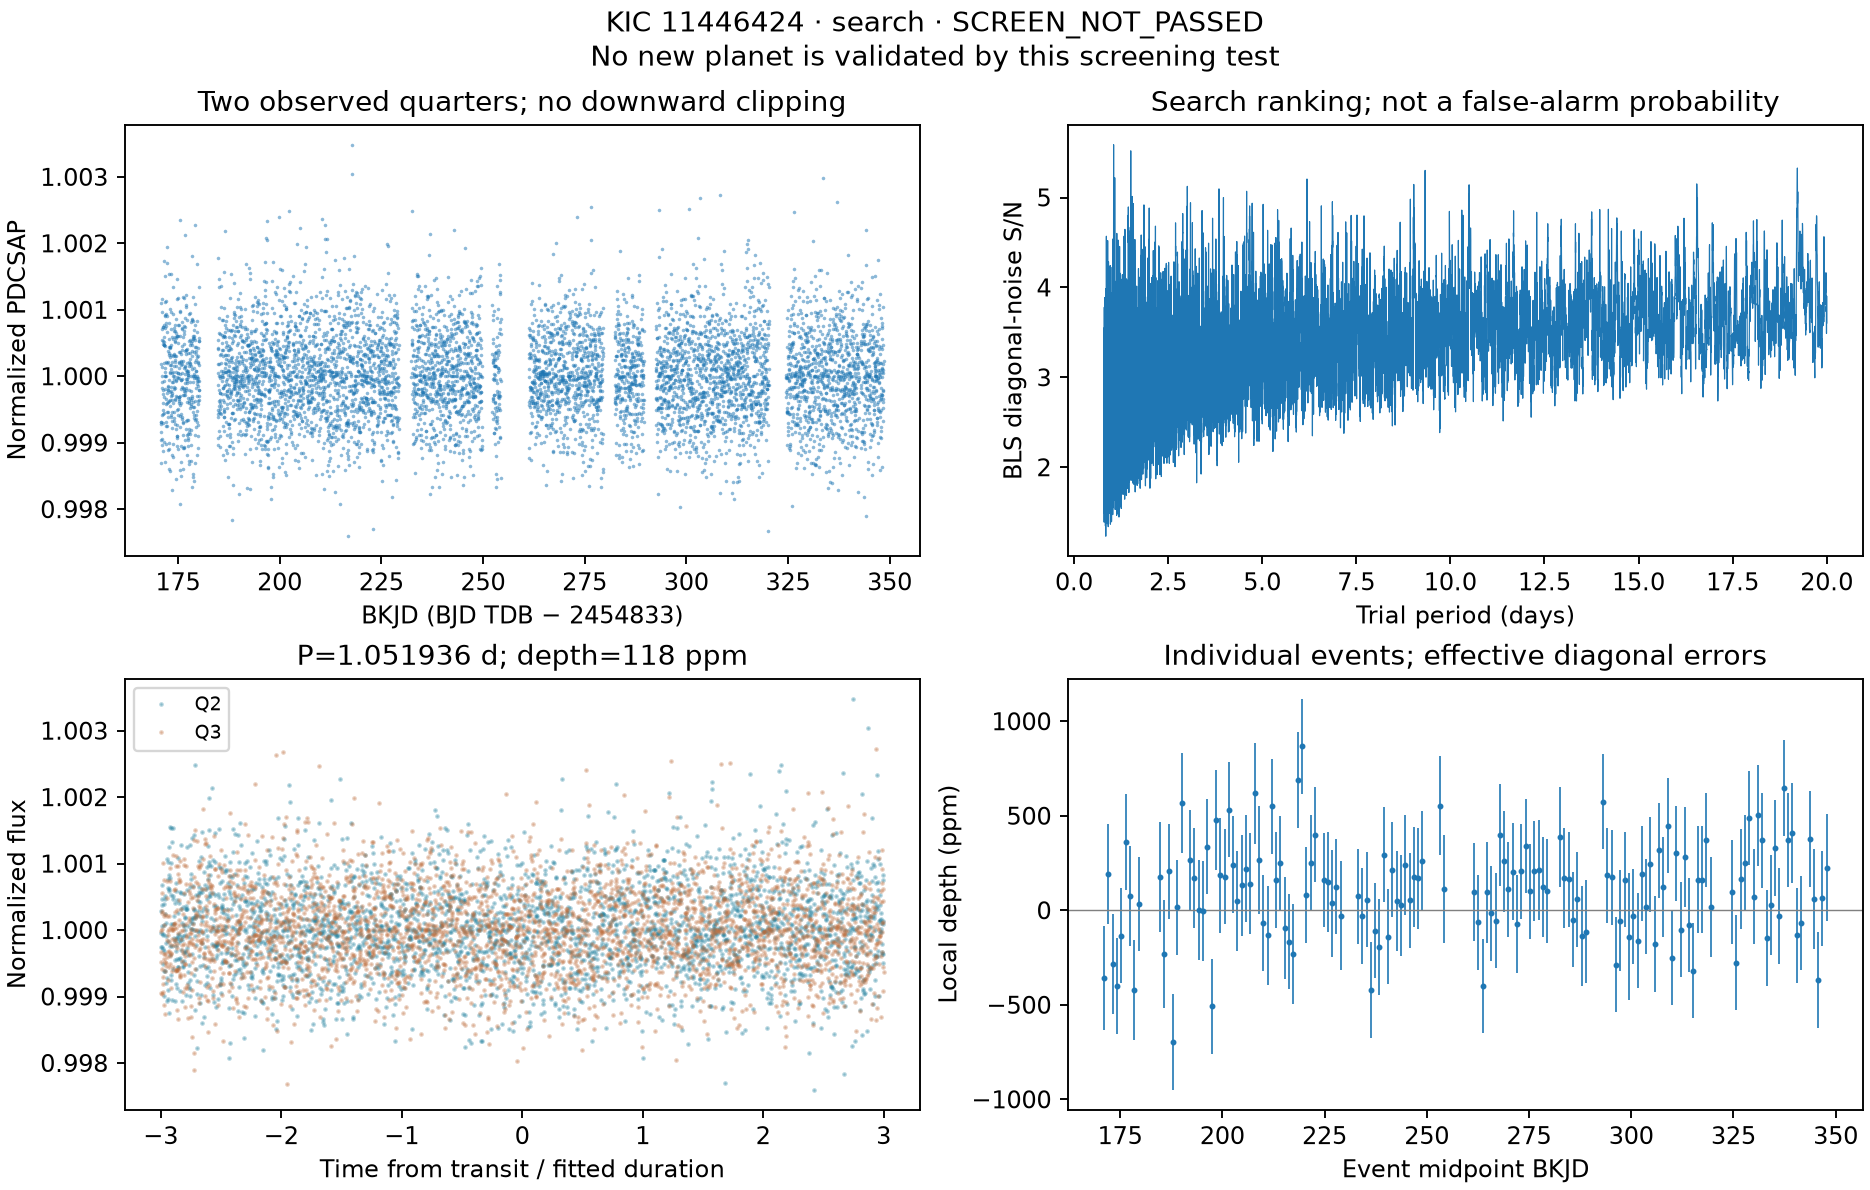 KIC 11446424 · search · SCREEN_NOT_PASSED
No new planet is validated by this screening test
Two observed quarters; no downward clipping
Normalized PDCSAP
1.003
1.002
1.001
1.000
0.999
0.998
175 200 225 250 275 300 325 350
BKJD (BJD TDB − 2454833)
Search ranking; not a false-alarm probability
BLS diagonal-noise S/N
5
4
3
2
0.0 2.5 5.0 7.5 10.0 12.5 15.0 17.5 20.0
Trial period (days)
P=1.051936 d; depth=118 ppm
Q2
Q3
Normalized flux
1.003
1.002
1.001
1.000
0.999
0.998
−3 −2 −1 0 1 2 3
Time from transit / fitted duration
Individual events; effective diagonal errors
Local depth (ppm)
1000
500
0
−500
−1000
175 200 225 250 275 300 325 350
Event midpoint BKJD